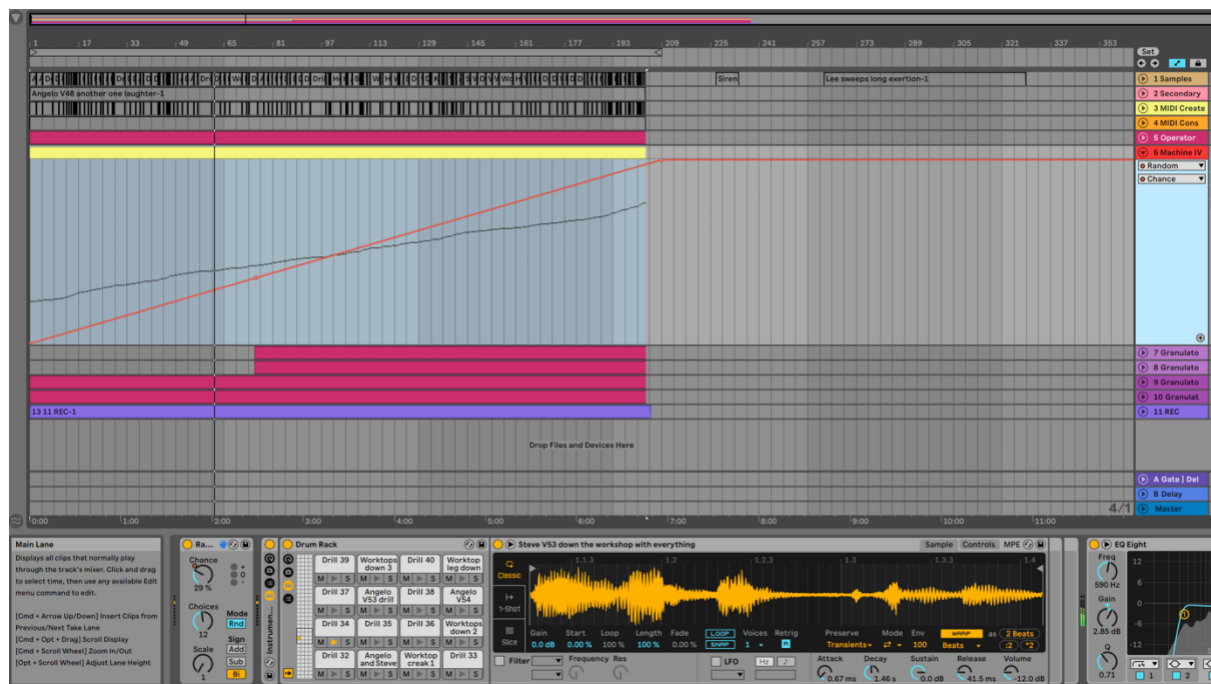 1 17 33 49 65 81 97 113 129 145 161 177 193 209 225 241 257 273 289 305 321 337 353
Set
Siren Lee sweeps long exertion-1 1 Samples
Angelo V48 another one laughter-1 2 Secondary
3 MIDI Create
4 MIDI Cons
5 Operator
6 Machine IV
Random
Chance
7 Granulato
8 Granulato
9 Granulato
10 Granulat
13 11 REC-1 11 REC
Drop Files and Devices Here
A Gate | Del
B Delay
4/1 Master
0:00 1:00 2:00 3:00 4:00 5:00 6:00 7:00 8:00 9:00 10:00 11:00
Main Lane
Displays all clips that normally play
through the track's mixer. Click and drag
to select time, then use any available Edit
menu command to edit.
[Cmd + Arrow Up/Down] Insert Clips from
Previous/Next Take Lane
[Cmd + Opt + Drag] Scroll Display
[Cmd + Scroll Wheel] Zoom In/Out
[Opt + Scroll Wheel] Adjust Lane Height
Ra...
Chance
+
0
-
29 %
Choices Mode
12 Rnd
Sign
Scale Add
Sub
1 Bi
Instrumen...
Drum Rack
Drill 39 Worktops down 3 Drill 40 Worktop leg down
M S M S M S M S
Drill 37 Angelo V53 drill Drill 38 Angelo V54
M S M S M S M S
Drill 34 Drill 35 Drill 36 Worktops down 2
M S M S M S M S
Drill 32 Angelo and Steve Worktop creak 1 Drill 33
M S M S M S M S
Steve V53 down the workshop with everything Sample Controls MPE
Classic
1-Shot
Slice
1.1.3 1.2 1.2.3 1.3 1.3.3 1.4
Gain Start Loop Length Fade LOOP Voices Retrig Preserve Mode Env WARP as 2 Beats
0.0 dB 0.00 % 100 % 100 % 0.00 % SNAP 1 R Transients 100 Beats :2 *2
Filter Frequency Res LFO Hz Attack Decay Sustain Release Volume
0.67 ms 1.46 s 0.0 dB 41.5 ms -12.0 dB
EQ Eight
Freq
590 Hz
Gain
2.85 dB
Q
0.71
12
6
0
-6
-12
1 2